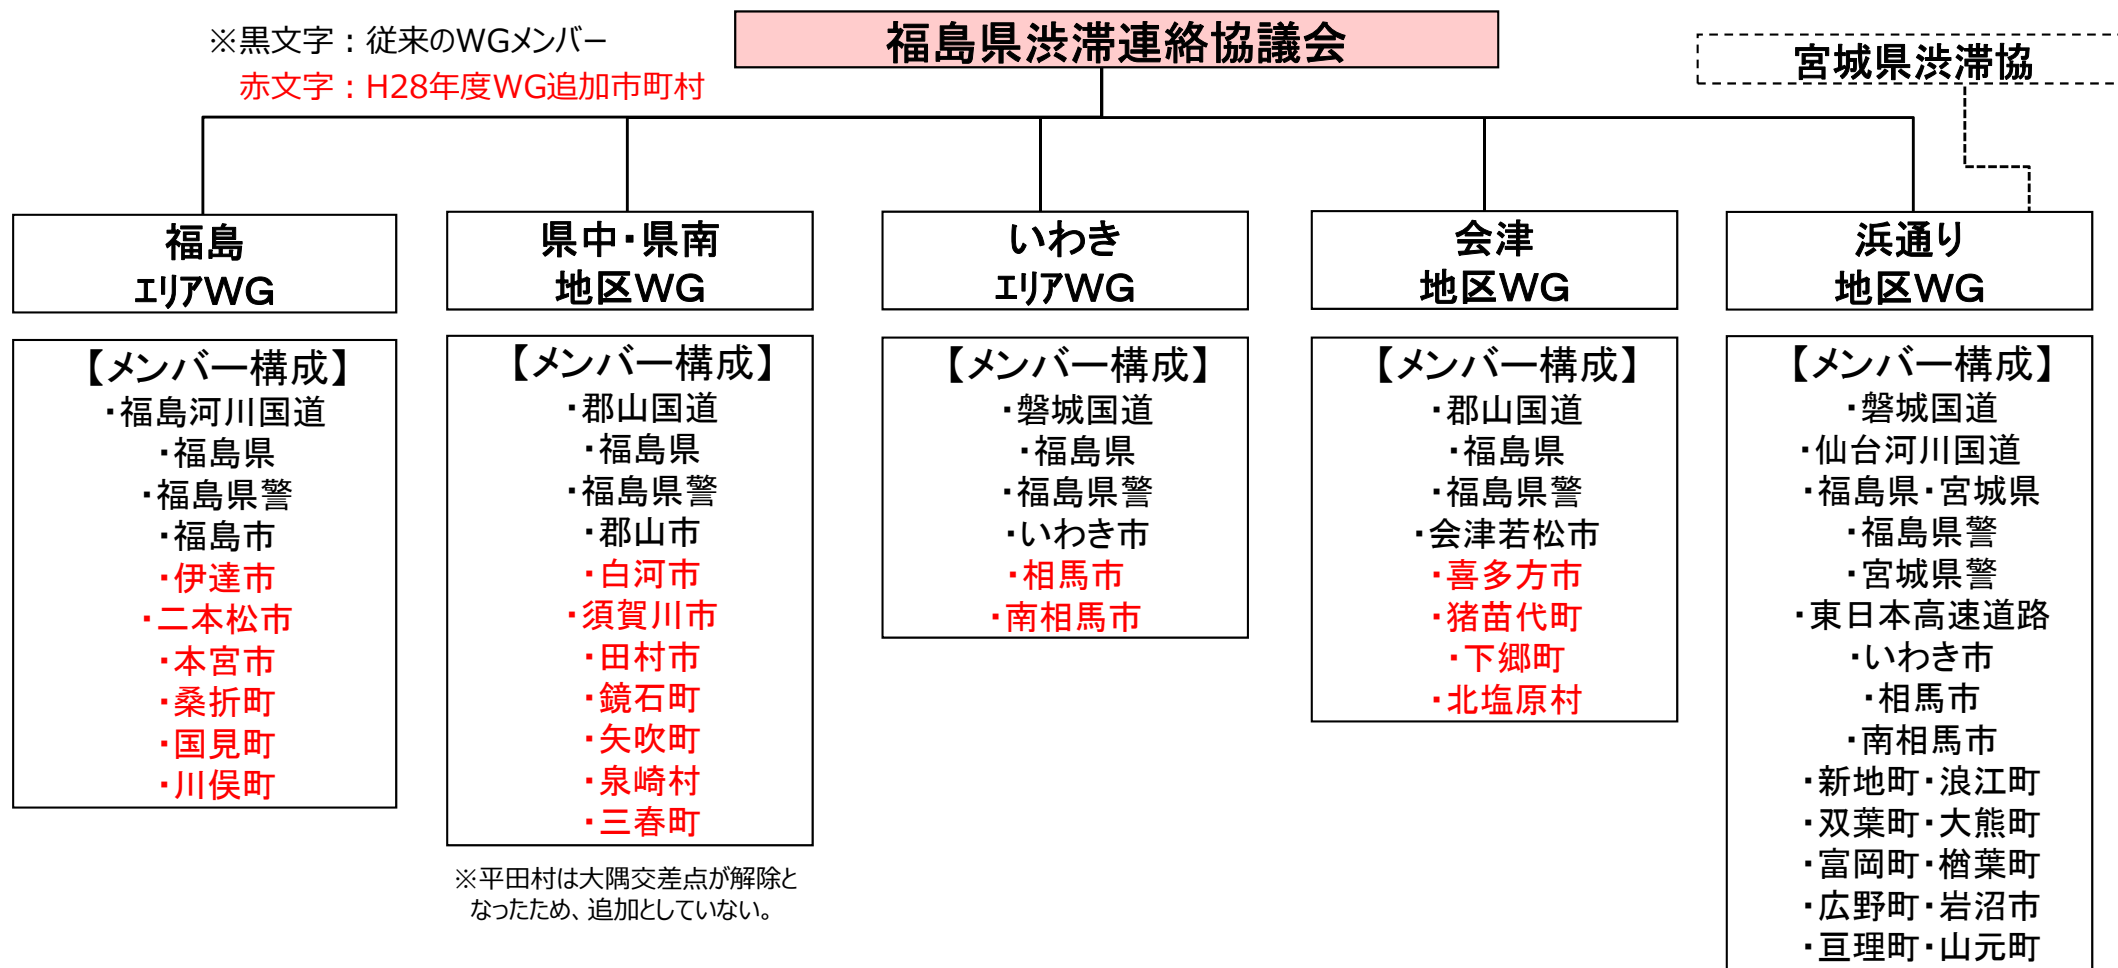 ※黒文字：従来のWGメンバー
赤文字：H28年度WG追加市町村
福島県渋滞連絡協議会
宮城県渋滞協
福島
エリアWG
【メンバー構成】
・福島河川国道
・福島県
・福島県警
・福島市
・伊達市
・二本松市
・本宮市
・桑折町
・国見町
・川俣町
県中・県南
地区WG
【メンバー構成】
・郡山国道
・福島県
・福島県警
・郡山市
・白河市
・須賀川市
・田村市
・鏡石町
・矢吹町
・泉崎村
・三春町
※平田村は大隅交差点が解除と
なったため、追加としていない。
いわき
エリアWG
【メンバー構成】
・磐城国道
・福島県
・福島県警
・いわき市
・相馬市
・南相馬市
会津
地区WG
【メンバー構成】
・郡山国道
・福島県
・福島県警
・会津若松市
・喜多方市
・猪苗代町
・下郷町
・北塩原村
浜通り
地区WG
【メンバー構成】
・磐城国道
・仙台河川国道
・福島県・宮城県
・福島県警
・宮城県警
・東日本高速道路
・いわき市
・相馬市
・南相馬市
・新地町・浪江町
・双葉町・大熊町
・富岡町・楢葉町
・広野町・岩沼市
・亘理町・山元町